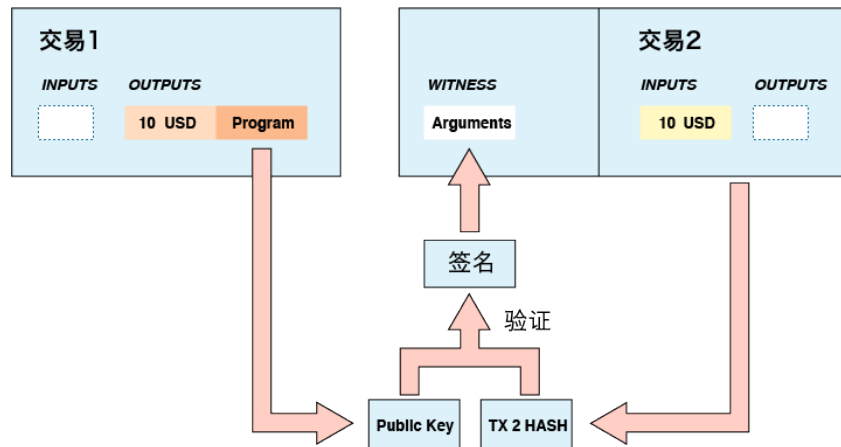 交易1
INPUTS OUTPUTS
10 USD Program
WITNESS
Arguments
交易2
INPUTS OUTPUTS
10 USD
签名
验证
Public Key
TX 2 HASH